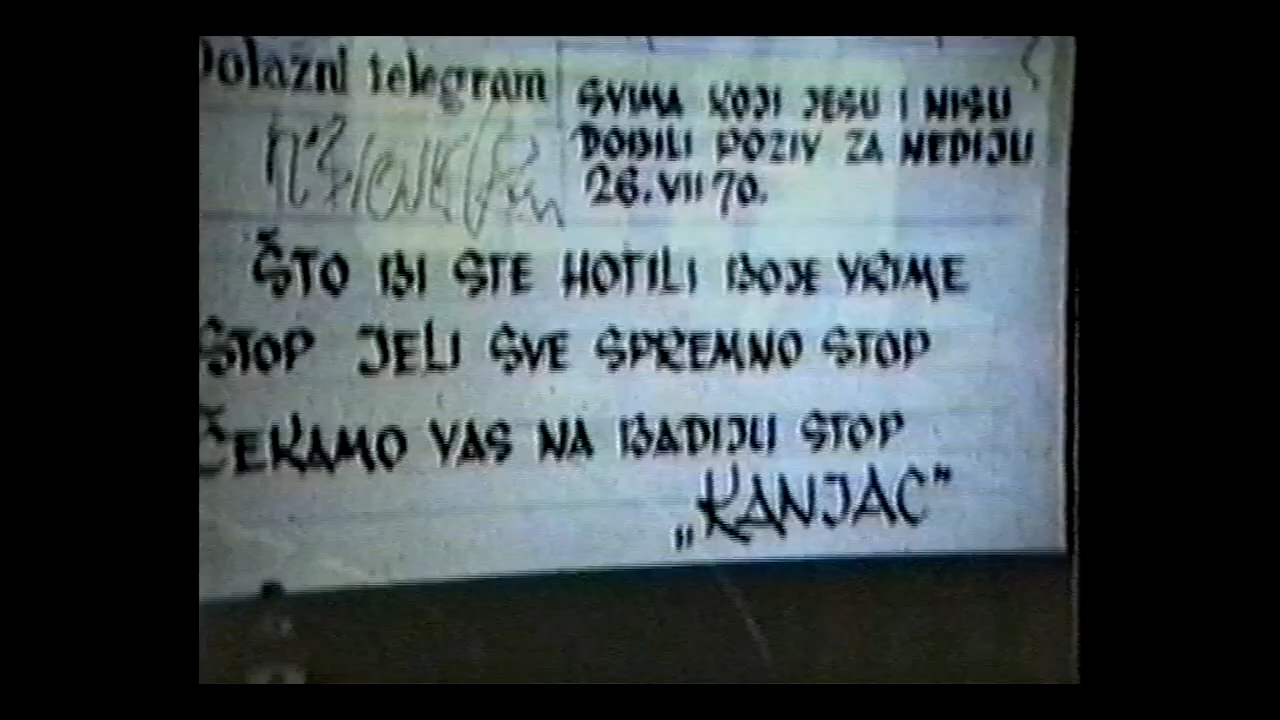 Dolazni telegram
SVIMA KOJI JESU I NISU
DOBILI POZIV ZA NEDIJU
26.VII 70.
ŠTO BI STE HOTILI BOJE VRIME
STOP JELI SVE SPREMNO STOP
ČEKAMO VAS NA BADIJU STOP
„KANJAC"